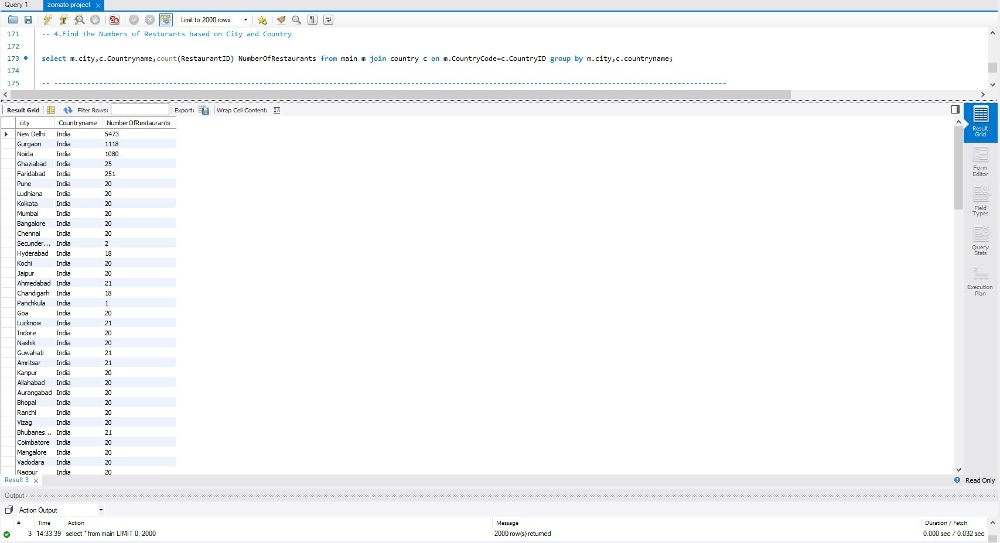 Query 1 zomato project
Limit to 2000 rows
171 -- 4.Find the Numbers of Resturants based on City and Country
172
173 select m.city,c.Countryname,count(RestaurantID) NumberOfRestaurants from main m join country c on m.CountryCode=c.CountryID group by m.city,c.countryname;
174
175 -- ----------------------------------------------------------------------------------------------------------------------------------------------------------------
Result Grid Filter Rows: Export: Wrap Cell Content:
city Countryname NumberOfRestaurants
New Delhi India 5473
Gurgaon India 1118
Noida India 1080
Ghaziabad India 25
Faridabad India 251
Pune India 20
Ludhiana India 20
Kolkata India 20
Mumbai India 20
Bangalore India 20
Chennai India 20
Secunder... India 2
Hyderabad India 18
Kochi India 20
Jaipur India 20
Ahmedabad India 21
Chandigarh India 18
Panchkula India 1
Goa India 20
Lucknow India 21
Indore India 20
Nashik India 20
Guwahati India 21
Amritsar India 21
Kanpur India 20
Allahabad India 20
Aurangabad India 20
Bhopal India 20
Ranchi India 20
Vizag India 20
Bhubanes... India 21
Coimbatore India 20
Mangalore India 20
Vadodara India 20
Nagpur India 20
Result
Grid
Form
Editor
Field
Types
Query
Stats
Execution
Plan
Result 3 Read Only
Output
Action Output
# Time Action Message Duration / Fetch
3 14:33:39 select * from main LIMIT 0, 2000 2000 row(s) returned 0.000 sec / 0.032 sec